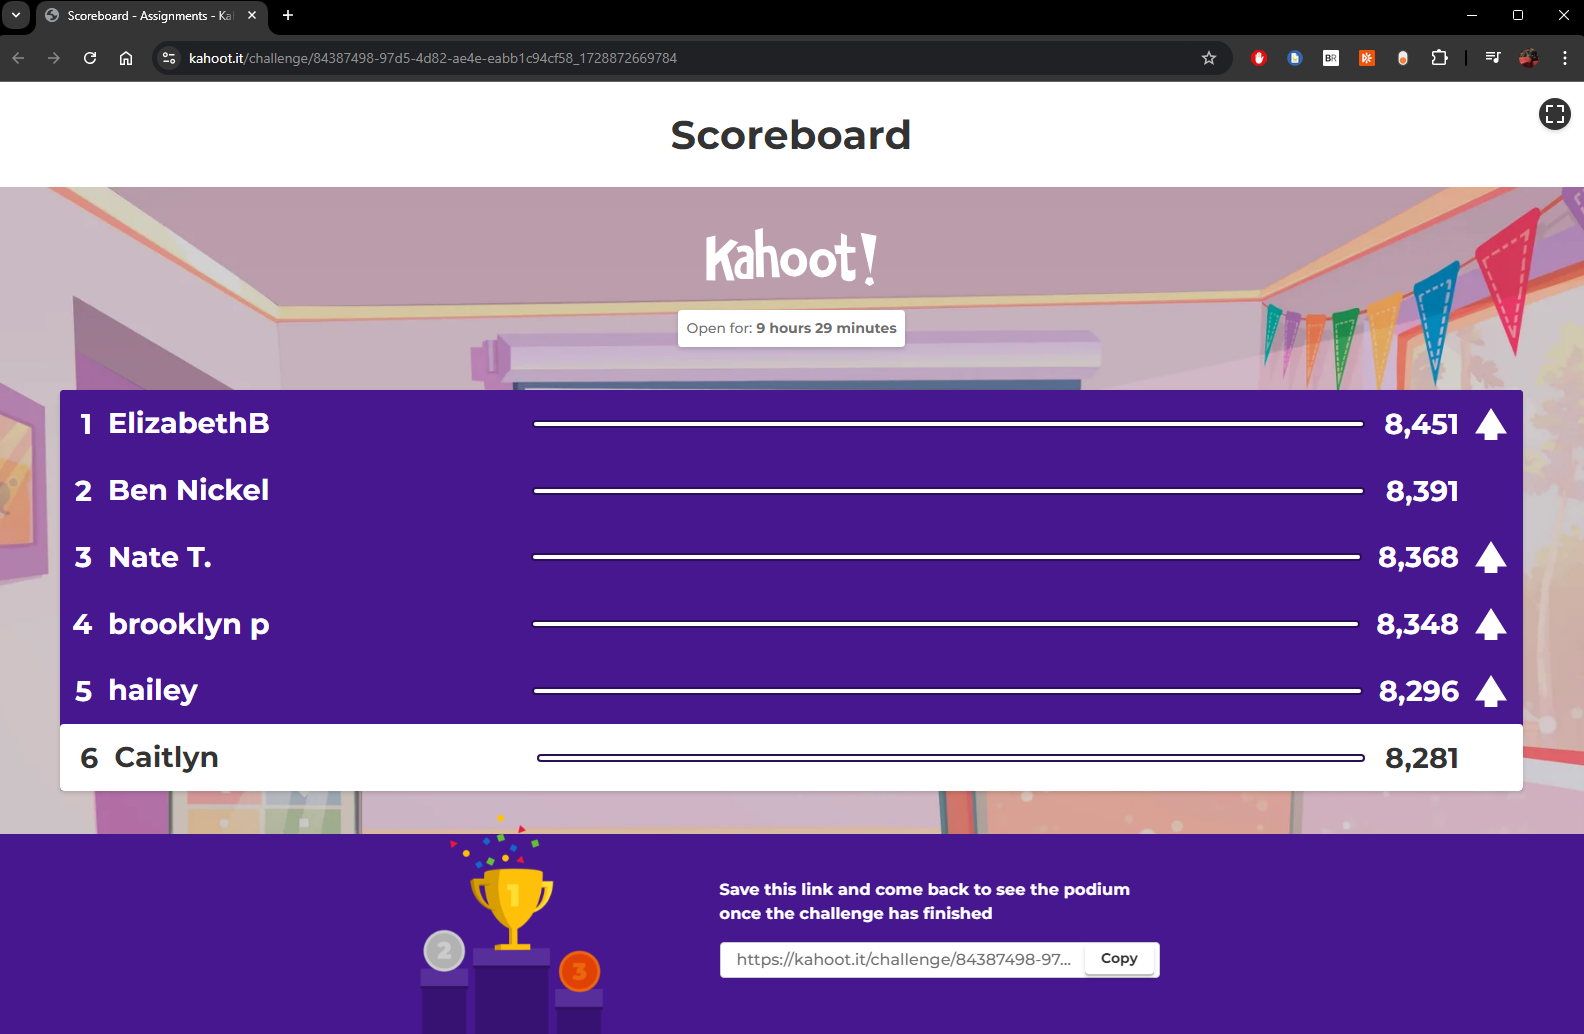 Scoreboard - Assignments - Ka
kahoot.it/challenge/84387498-97d5-4d82-ae4e-eabb1c94cf58_1728872669784
BR
Scoreboard
Kahoot!
Open for: 9 hours 29 minutes
1 ElizabethB 8,451
2 Ben Nickel 8,391
3 Nate T. 8,368
4 brooklyn p 8,348
5 hailey 8,296
6 Caitlyn 8,281
1
2
3
Save this link and come back to see the podium
once the challenge has finished
https://kahoot.it/challenge/84387498-97... Copy